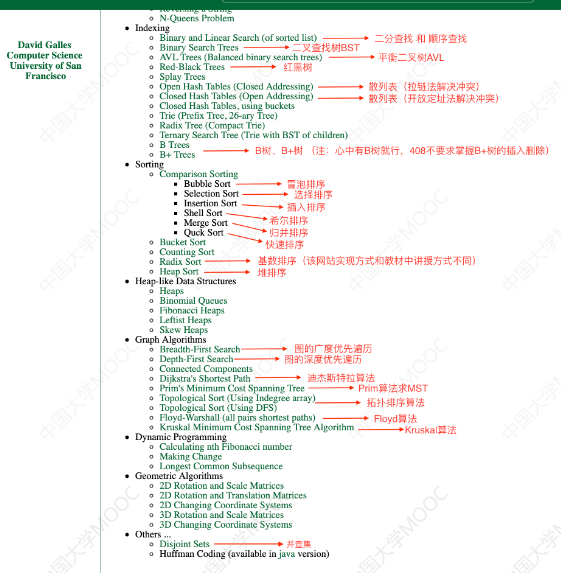 Reversing a String
N-Queens Problem
David Galles
Computer Science
University of San
Francisco
Indexing
Binary and Linear Search (of sorted list) 二分查找 和 顺序查找
Binary Search Trees 二叉查找树BST
AVL Trees (Balanced binary search trees) 平衡二叉树AVL
Red-Black Trees 红黑树
Splay Trees
Open Hash Tables (Closed Addressing) 散列表（拉链法解决冲突）
Closed Hash Tables (Open Addressing) 散列表（开放定址法解决冲突）
Closed Hash Tables, using buckets
Trie (Prefix Tree, 26-ary Tree)
Radix Tree (Compact Trie)
Ternary Search Tree (Trie with BST of children)
B Trees
B+ Trees B树、B+树 （注：心中有B树就行，408不要求掌握B+树的插入删除）
Sorting
Comparison Sorting
Bubble Sort 冒泡排序
Selection Sort 选择排序
Insertion Sort 插入排序
Shell Sort 希尔排序
Merge Sort 归并排序
Quck Sort 快速排序
Bucket Sort
Counting Sort
Radix Sort 基数排序（该网站实现方式和教材中讲授方式不同）
Heap Sort 堆排序
Heap-like Data Structures
Heaps
Binomial Queues
Fibonacci Heaps
Leftist Heaps
Skew Heaps
Graph Algorithms
Breadth-First Search 图的广度优先遍历
Depth-First Search 图的深度优先遍历
Connected Components
Dijkstra's Shortest Path 迪杰斯特拉算法
Prim's Minimum Cost Spanning Tree Prim算法求MST
Topological Sort (Using Indegree array) 拓扑排序算法
Topological Sort (Using DFS)
Floyd-Warshall (all pairs shortest paths) Floyd算法
Kruskal Minimum Cost Spanning Tree Algorithm Kruskal算法
Dynamic Programming
Calculating nth Fibonacci number
Making Change
Longest Common Subsequence
Geometric Algorithms
2D Rotation and Scale Matrices
2D Rotation and Translation Matrices
2D Changing Coordinate Systems
3D Rotation and Scale Matrices
3D Changing Coordinate Systems
Others ...
Disjoint Sets 并查集
Huffman Coding (available in java version)
中国大学MOOC